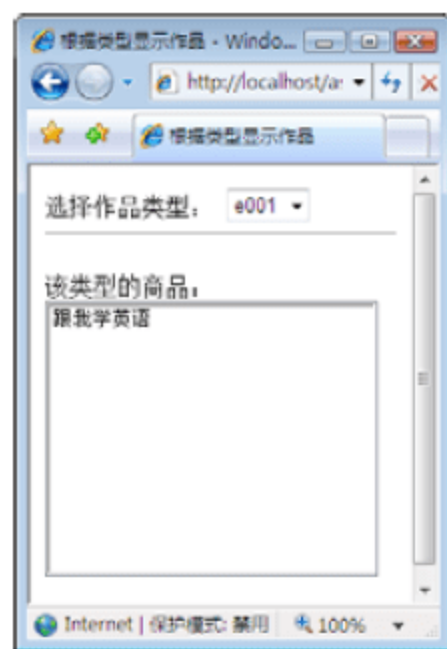 根据类型显示作品 - Windo...
http://localhost/a
根据类型显示作品
选择作品类型： e001
该类型的商品：
跟我学英语
Internet | 保护模式: 禁用 100%